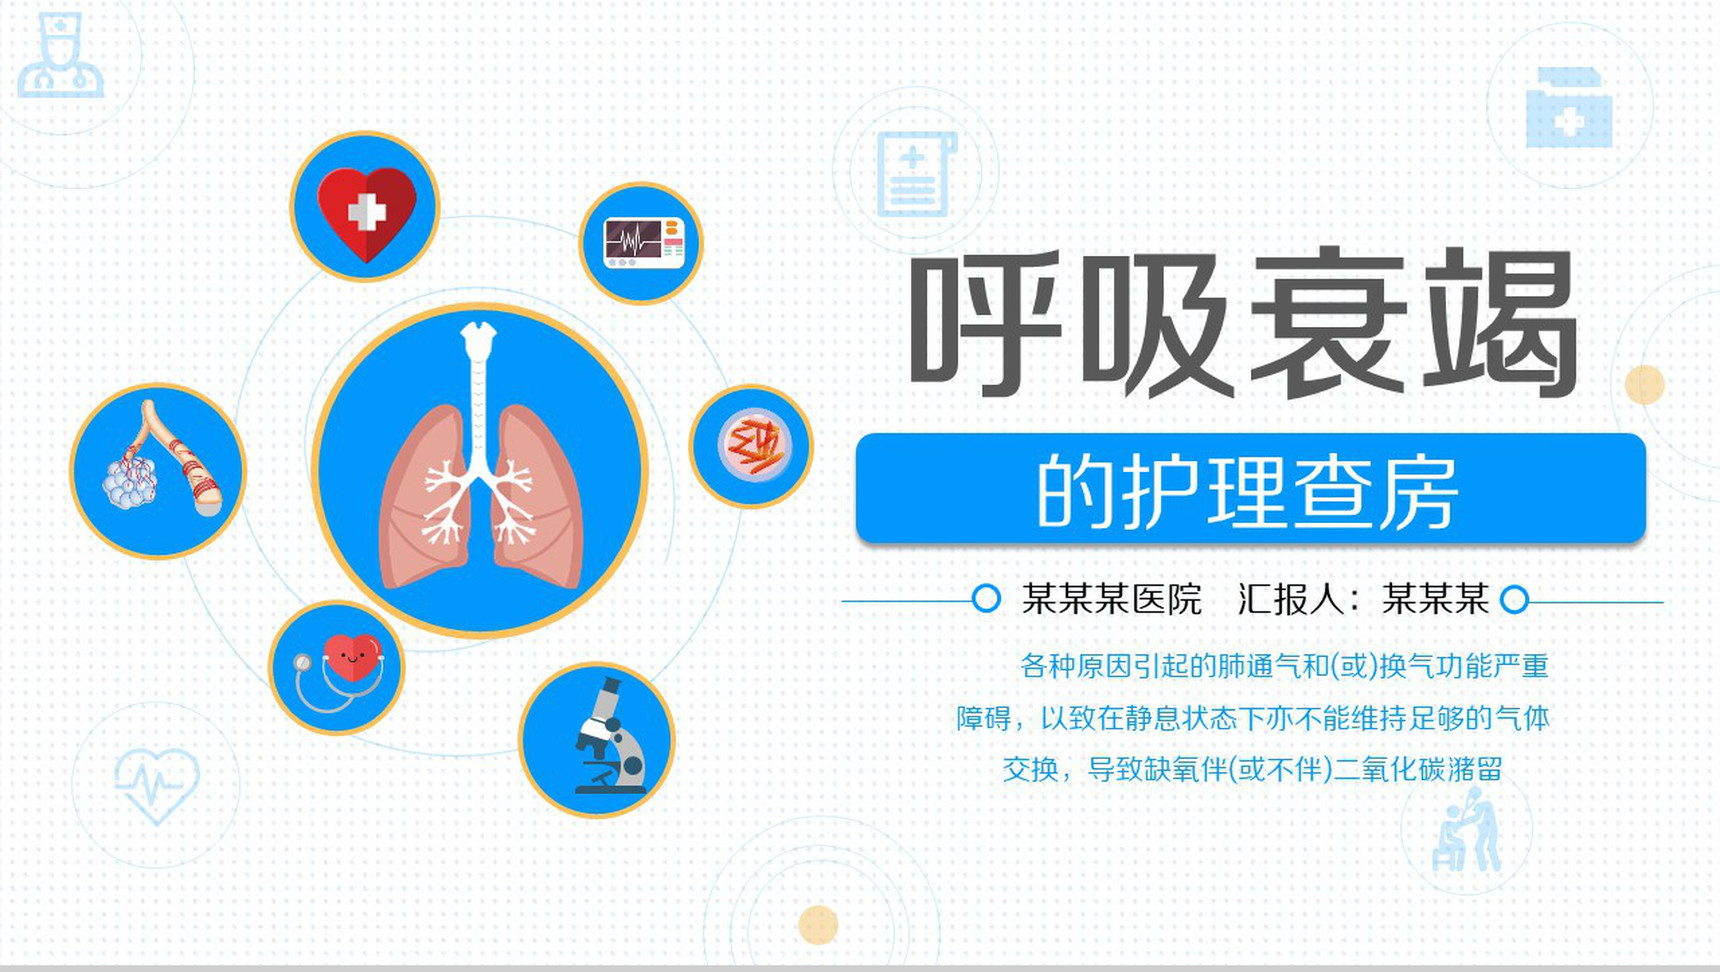 呼吸衰竭
的护理查房
某某某医院 汇报人：某某某
各种原因引起的肺通气和(或)换气功能严重
障碍，以致在静息状态下亦不能维持足够的气体
交换，导致缺氧伴(或不伴)二氧化碳潴留